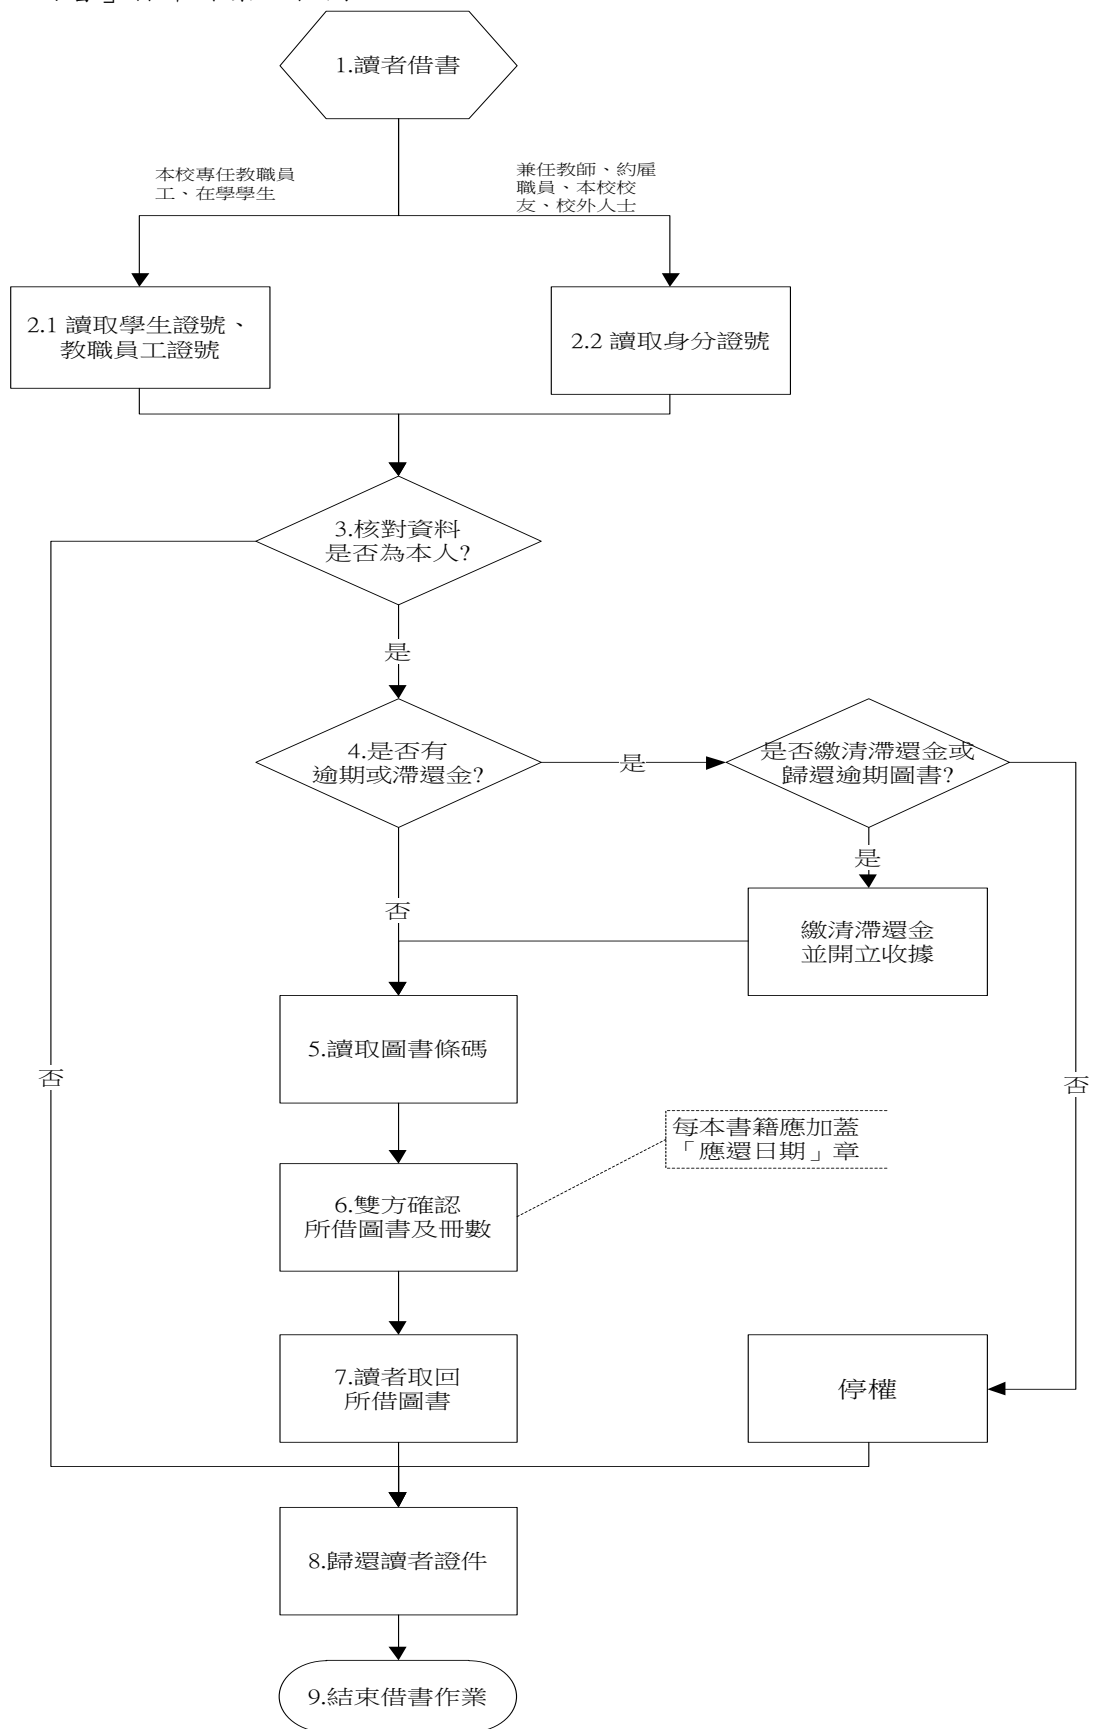 1.讀者借書
本校專任教職員
工、在學學生
兼任教師、約雇
職員、本校校
友、校外人士
2.1 讀取學生證號、
教職員工證號
2.2 讀取身分證號
3.核對資料
是否為本人?
是
4.是否有
逾期或滯還金?
是
是否繳清滯還金或
歸還逾期圖書?
是
否
繳清滯還金
並開立收據
5.讀取圖書條碼
否
否
每本書籍應加蓋
「應還日期」章
6.雙方確認
所借圖書及冊數
7.讀者取回
所借圖書
停權
8.歸還讀者證件
9.結束借書作業